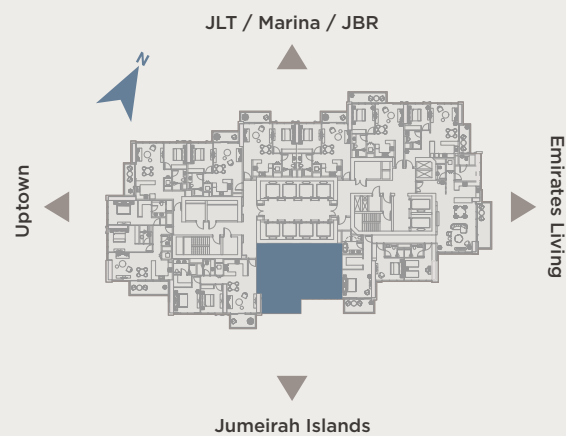 JLT / Marina / JBR
N
Uptown
Emirates Living
Jumeirah Islands